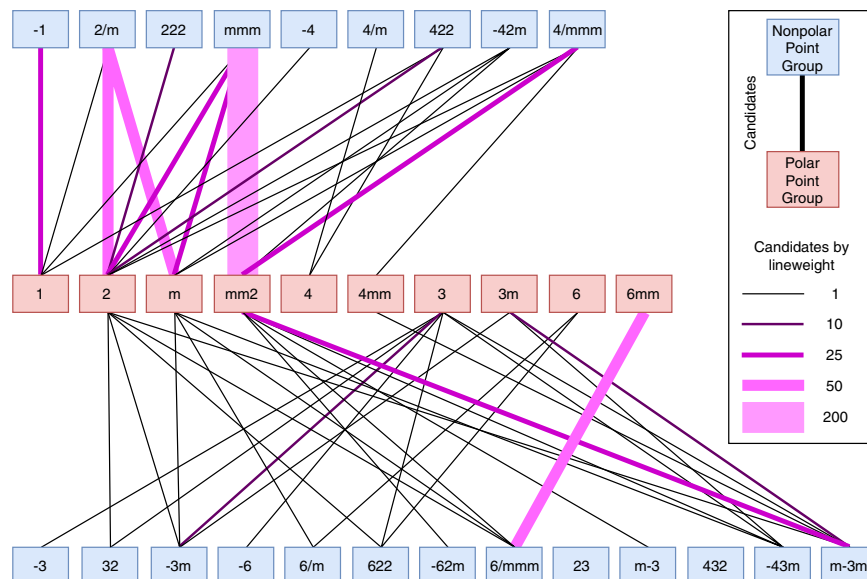 -1 2/m 222 mmm -4 4/m 422 -42m 4/mmm
1 2 m mm2 4 4mm 3 3m 6 6mm
-3 32 -3m -6 6/m 622 -62m 6/mmm 23 m-3 432 -43m m-3m
Nonpolar
Point
Group
Candidates
Polar
Point
Group
Candidates by
lineweight
1
10
25
50
200